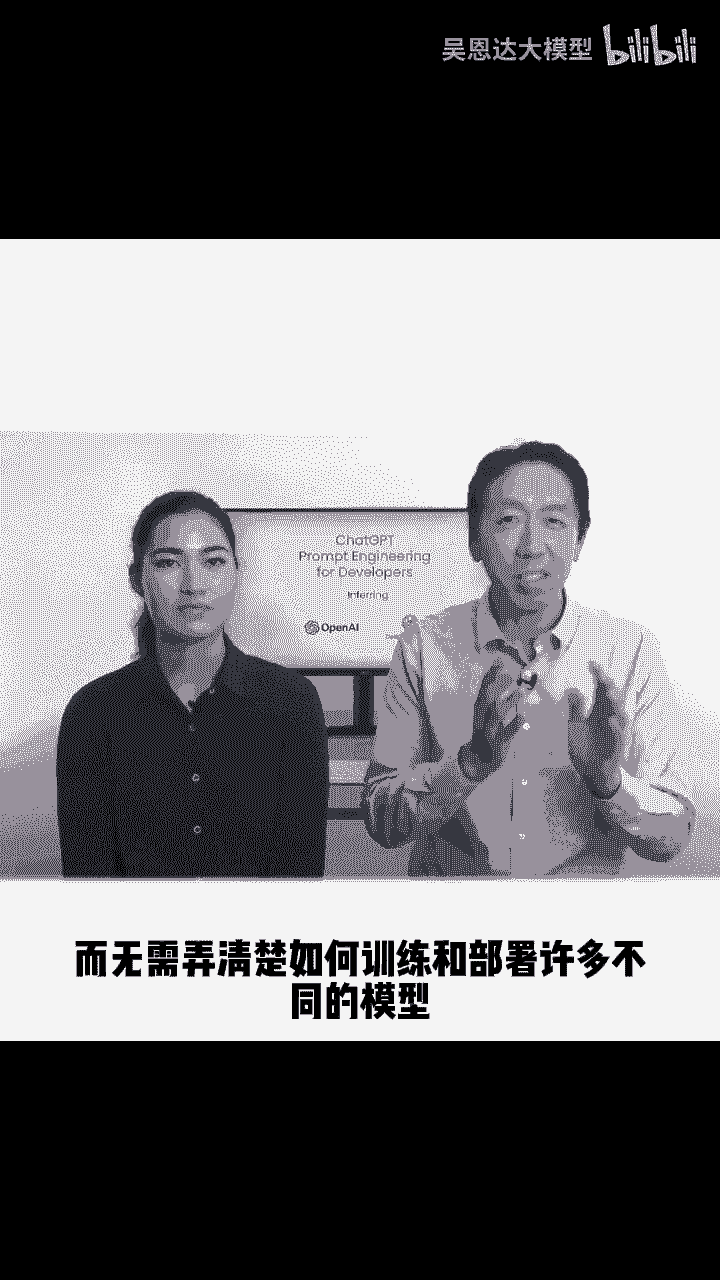 吴恩达大模型 bilibili
ChatGPT
Prompt Engineering
for Developers
Inferring
OpenAI
而无需弄清楚如何训练和部署许多不
同的模型